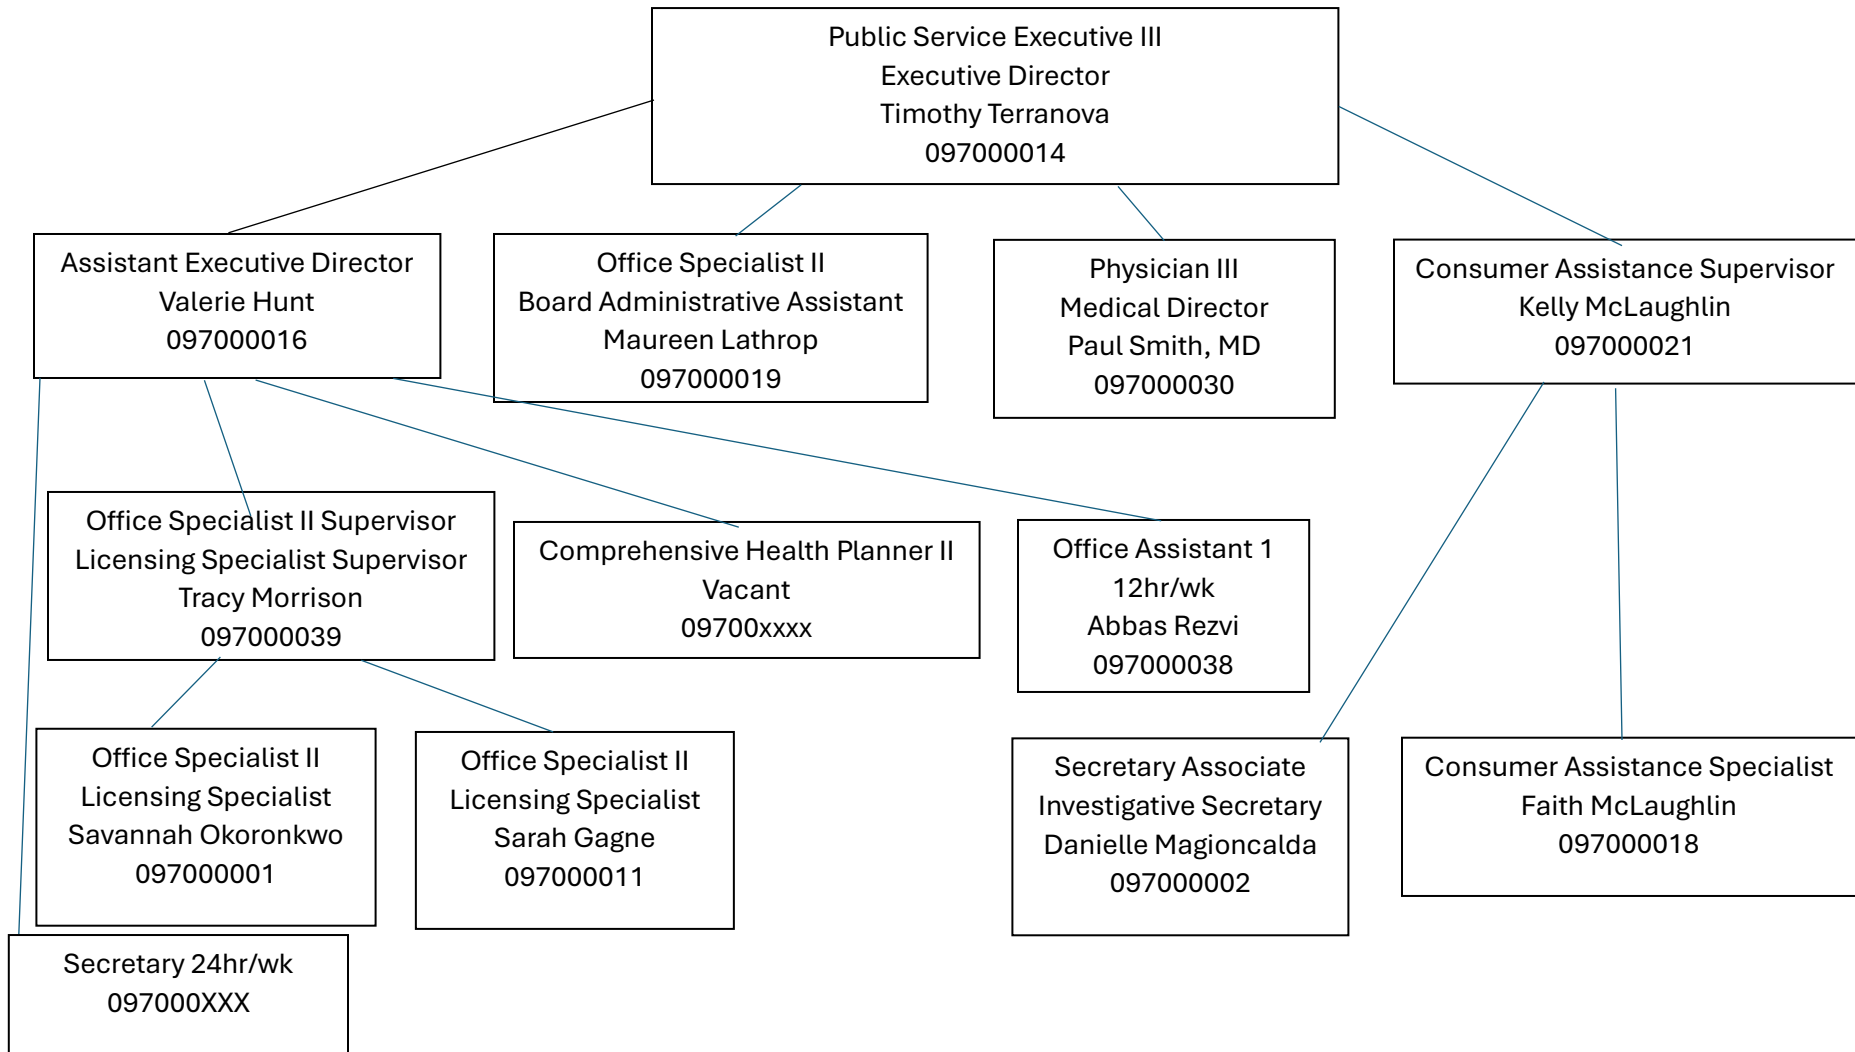 Public Service Executive III
Executive Director
Timothy Terranova
097000014
Assistant Executive Director
Valerie Hunt
097000016
Office Specialist II
Board Administrative Assistant
Maureen Lathrop
097000019
Physician III
Medical Director
Paul Smith, MD
097000030
Consumer Assistance Supervisor
Kelly McLaughlin
097000021
Office Specialist II Supervisor
Licensing Specialist Supervisor
Tracy Morrison
097000039
Comprehensive Health Planner II
Vacant
09700xxxx
Office Assistant 1
12hr/wk
Abbas Rezvi
097000038
Office Specialist II
Licensing Specialist
Savannah Okoronkwo
097000001
Office Specialist II
Licensing Specialist
Sarah Gagne
097000011
Secretary Associate
Investigative Secretary
Danielle Magioncalda
097000002
Consumer Assistance Specialist
Faith McLaughlin
097000018
Secretary 24hr/wk
097000XXX